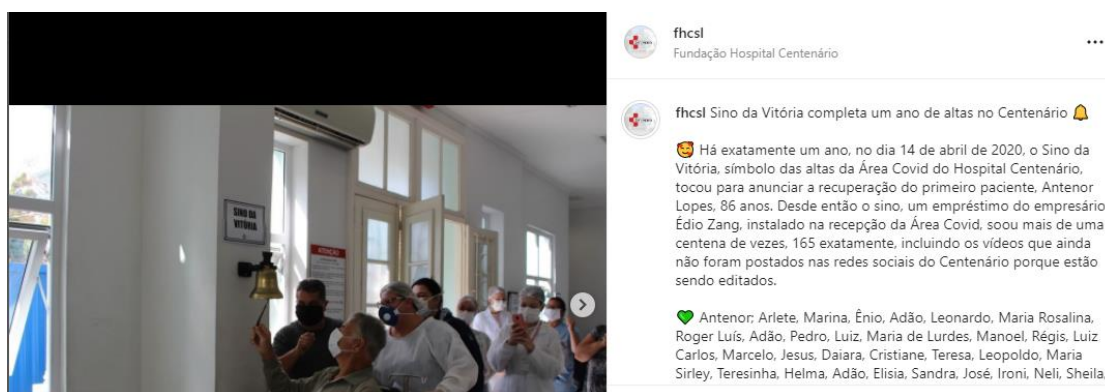 fhcsl
Fundação Hospital Centenário
fhcsl Sino da Vitória completa um ano de altas no Centenário 🔔
🥰 Há exatamente um ano, no dia 14 de abril de 2020, o Sino da
Vitória, símbolo das altas da Área Covid do Hospital Centenário,
tocou para anunciar a recuperação do primeiro paciente, Antenor
Lopes, 86 anos. Desde então o sino, um empréstimo do empresário
Édio Zang, instalado na recepção da Área Covid, soou mais de uma
centena de vezes, 165 exatamente, incluindo os vídeos que ainda
não foram postados nas redes sociais do Centenário porque estão
sendo editados.
💚 Antenor; Arlete, Marina, Ênio, Adão, Leonardo, Maria Rosalina,
Roger Luís, Adão, Pedro, Luiz, Maria de Lurdes, Manoel, Régis, Luiz
Carlos, Marcelo, Jesus, Daiara, Cristiane, Teresa, Leopoldo, Maria
Sirley, Teresinha, Helma, Adão, Elisia, Sandra, José, Ironi, Neli, Sheila,
SINO DA
VITÓRIA
ATENÇÃO